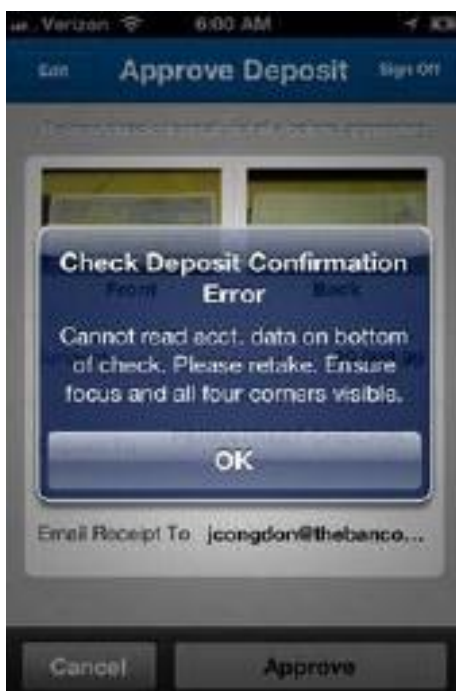 Verizon 6:00 AM
Edit Approve Deposit Sign Off
Check Deposit Confirmation
Error
Front Back
Cannot read acct. data on bottom
of check. Please retake. Ensure
focus and all four corners visible.
OK
Email Receipt To jcongdon@thebanco...
Cancel Approve